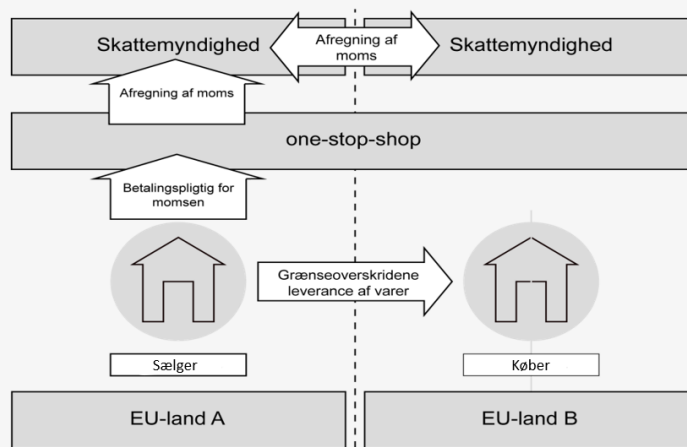 Skattemyndighed
Afregning af
moms
Skattemyndighed
Afregning af moms
one-stop-shop
Betalingspligtig for
momsen
Grænseoverskridene
leverance af varer
Sælger
Køber
EU-land A
EU-land B